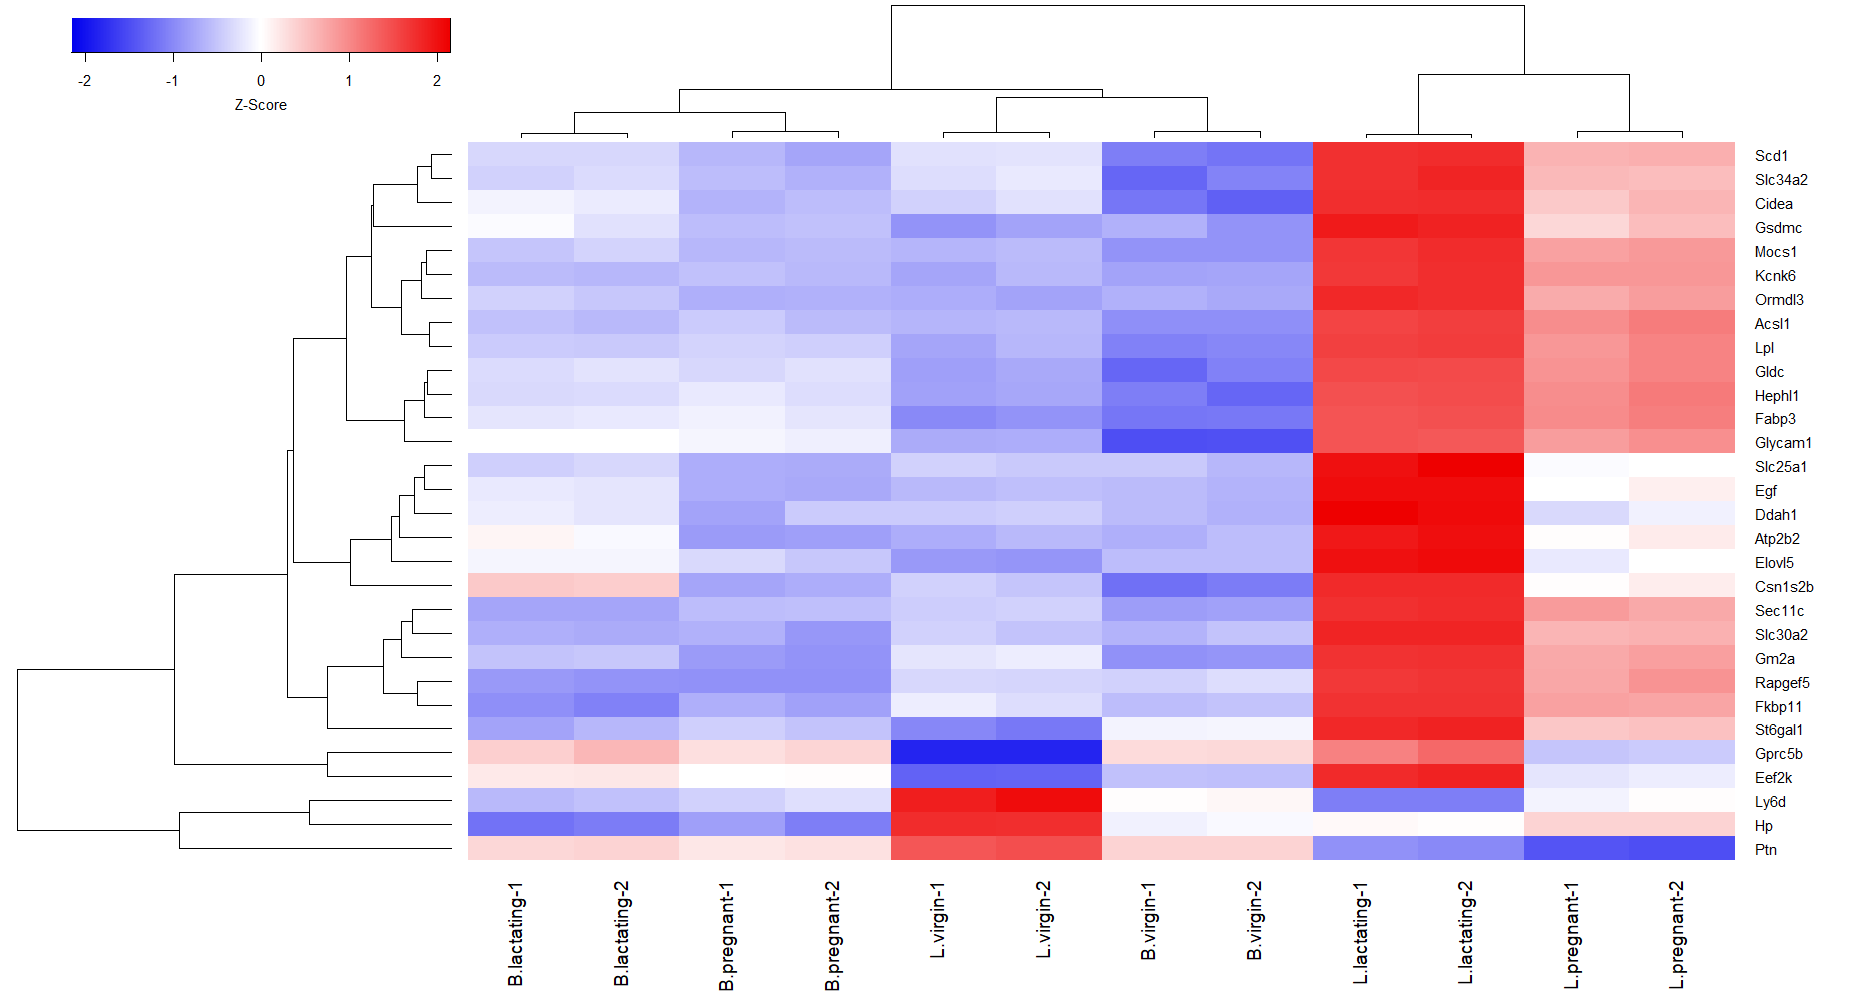 -2 -1 0 1 2
Z-Score
Scd1
Slc34a2
Cidea
Gsdmc
Mocs1
Kcnk6
Ormdl3
Acsl1
Lpl
Gldc
Hephl1
Fabp3
Glycam1
Slc25a1
Egf
Ddah1
Atp2b2
Elovl5
Csn1s2b
Sec11c
Slc30a2
Gm2a
Rapgef5
Fkbp11
St6gal1
Gprc5b
Eef2k
Ly6d
Hp
Ptn
B.lactating-1
B.lactating-2
B.pregnant-1
B.pregnant-2
L.virgin-1
L.virgin-2
B.virgin-1
B.virgin-2
L.lactating-1
L.lactating-2
L.pregnant-1
L.pregnant-2